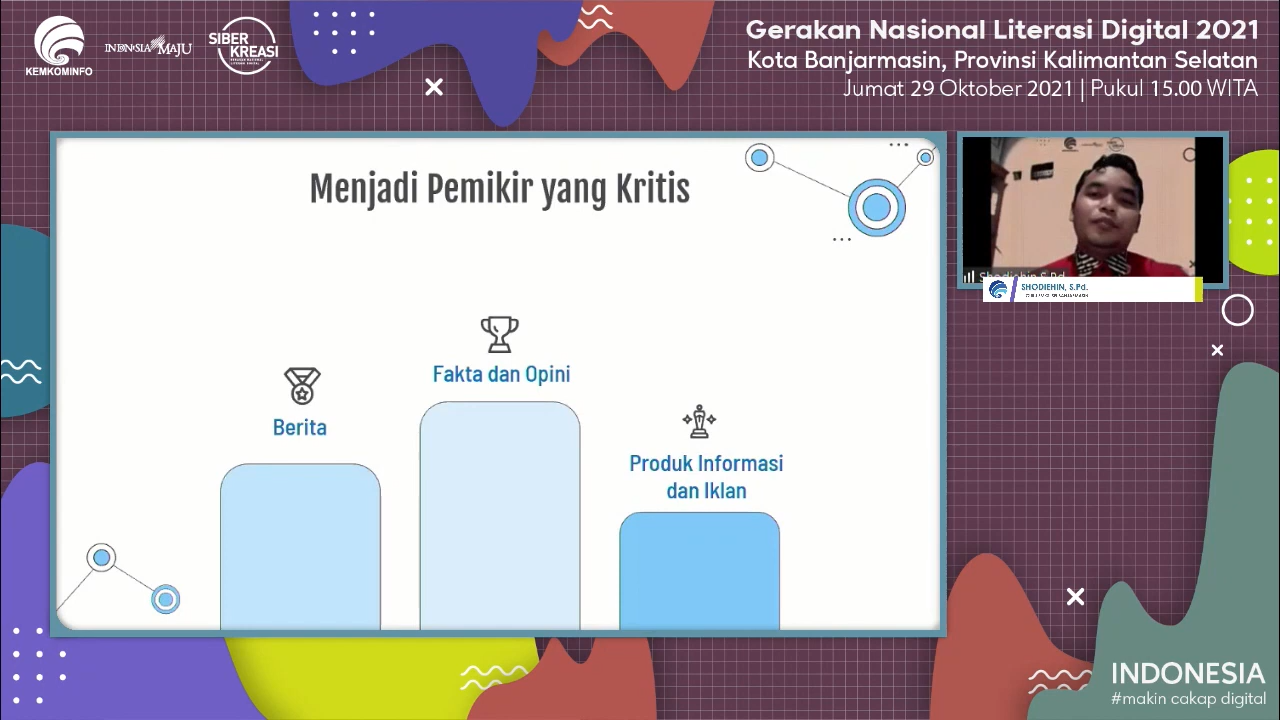 KEMKOMINFO
INDONESIA MAJU
SIBER
KREASI
Gerakan Nasional Literasi Digital 2021
Kota Banjarmasin, Provinsi Kalimantan Selatan
Jumat 29 Oktober 2021 | Pukul 15.00 WITA
Menjadi Pemikir yang Kritis
Fakta dan Opini
Berita
Produk Informasi
dan Iklan
Shodiehin S.Pd
SHODIEHIN, S.Pd.
INDONESIA
#makin cakap digital